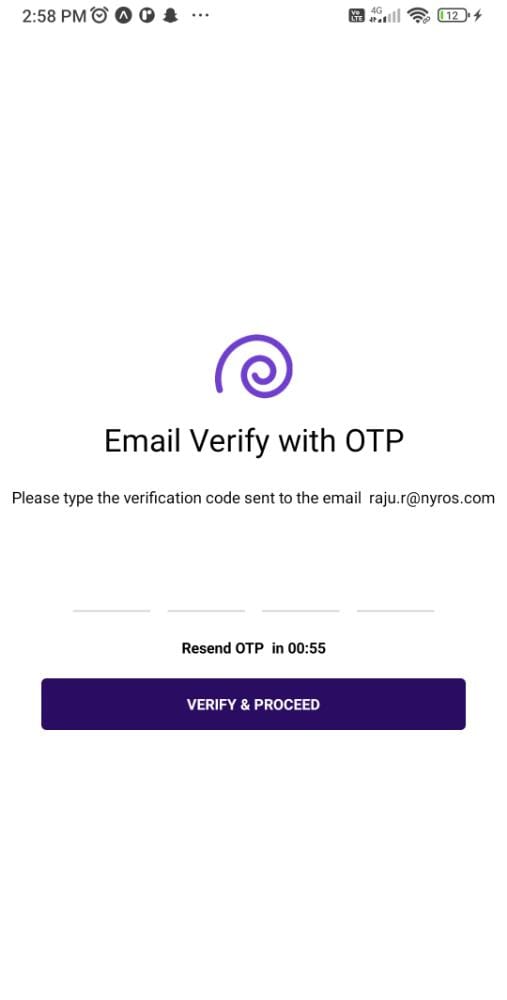 2:58 PM
Vo LTE 4G 12
Email Verify with OTP
Please type the verification code sent to the email raju.r@nyros.com
Resend OTP in 00:55
VERIFY & PROCEED